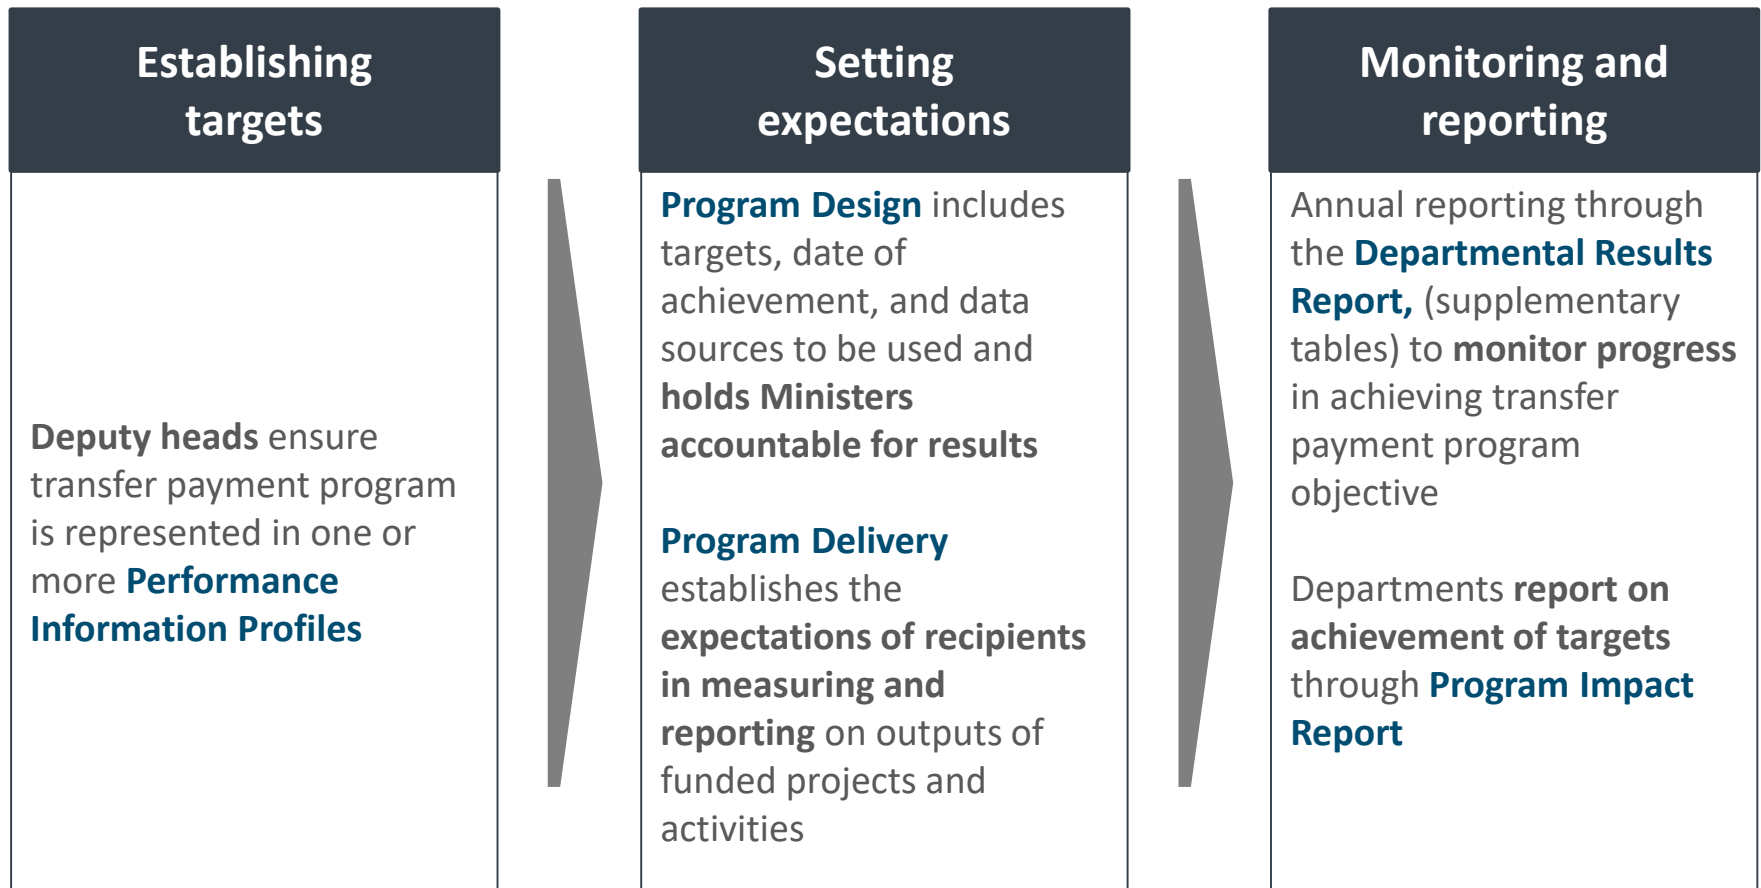 Establishing
targets
Deputy heads ensure
transfer payment program
is represented in one or
more Performance
Information Profiles
Setting
expectations
Program Design includes
targets, date of
achievement, and data
sources to be used and
holds Ministers
accountable for results
Program Delivery
establishes the
expectations of recipients
in measuring and
reporting on outputs of
funded projects and
activities
Monitoring and
reporting
Annual reporting through
the Departmental Results
Report, (supplementary
tables) to monitor progress
in achieving transfer
payment program
objective
Departments report on
achievement of targets
through Program Impact
Report